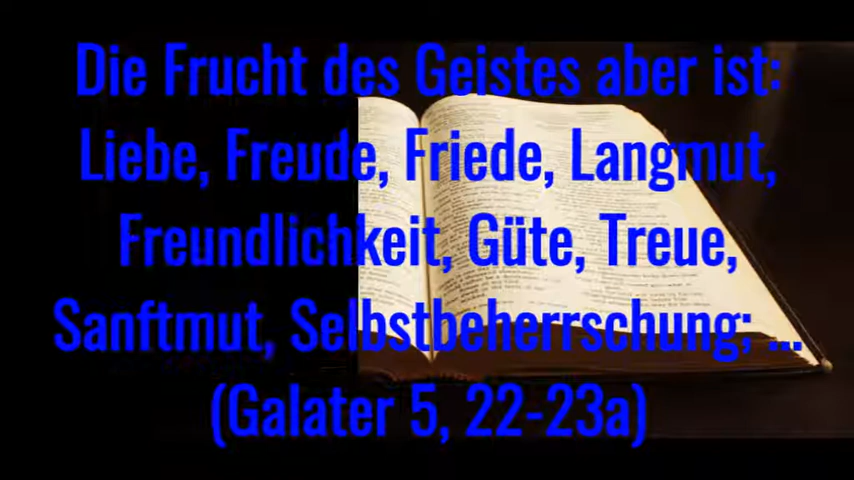 Die Frucht des Geistes aber ist:
Liebe, Freude, Friede, Langmut,
Freundlichkeit, Güte, Treue,
Sanftmut, Selbstbeherrschung; ...
(Galater 5, 22-23a)